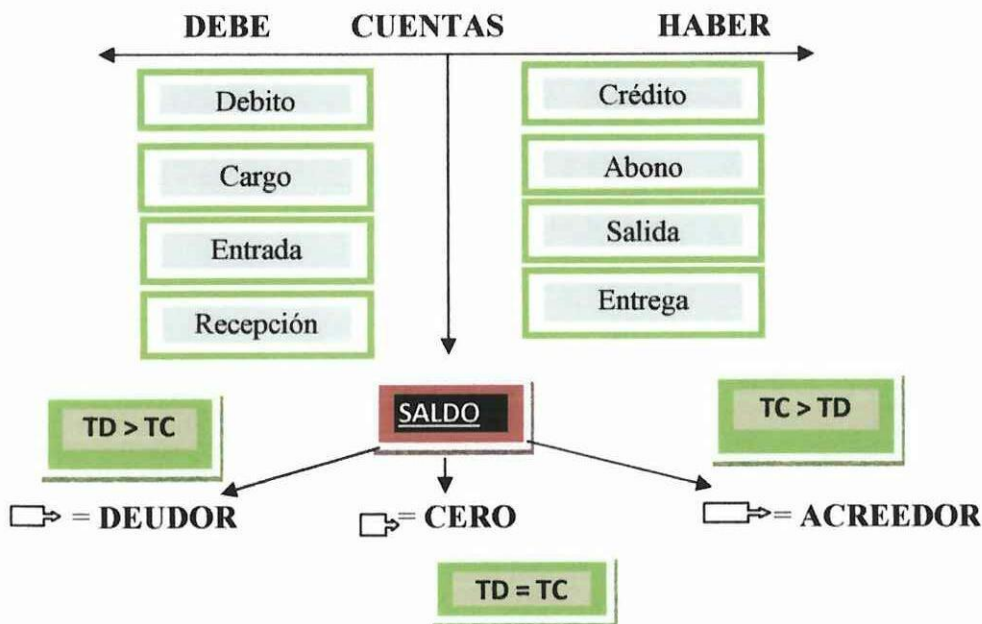 DEBE CUENTAS HABER
Debito
Cargo
Entrada
Recepción
Crédito
Abono
Salida
Entrega
TD > TC
SALDO
TC > TD
= DEUDOR
= CERO
= ACREEDOR
TD = TC